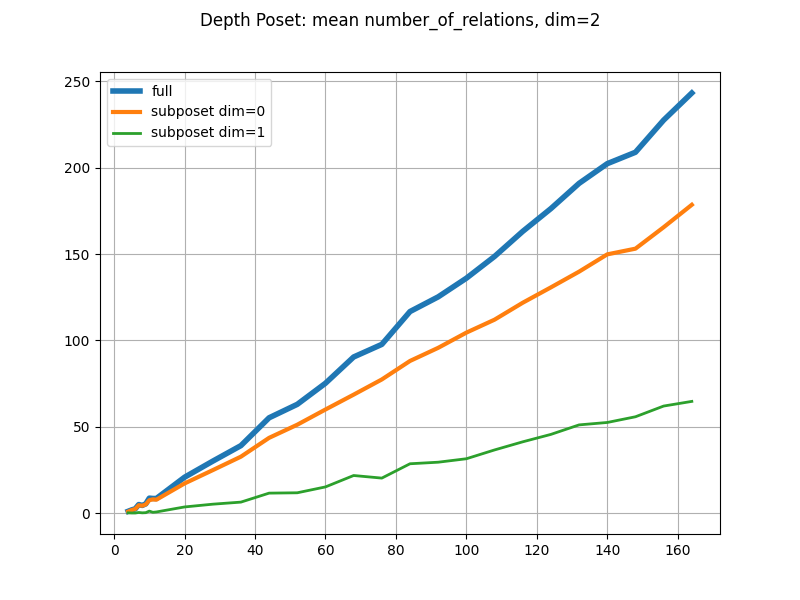 Depth Poset: mean number_of_relations, dim=2
250
200
150
100
50
0
full
subposet dim=0
subposet dim=1
0 20 40 60 80 100 120 140 160